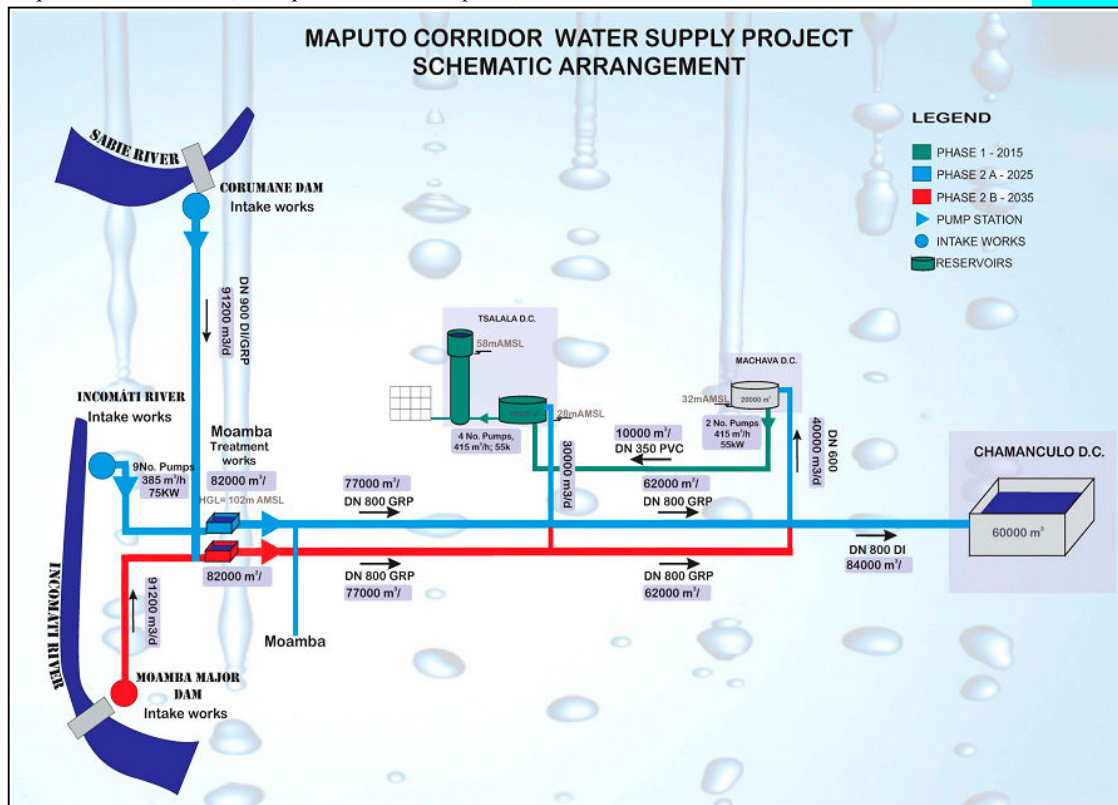 MAPUTO CORRIDOR WATER SUPPLY PROJECT
SCHEMATIC ARRANGEMENT
LEGEND
PHASE 1 - 2015
PHASE 2 A - 2025
PHASE 2 B - 2035
PUMP STATION
INTAKE WORKS
RESERVOIRS
SABIE RIVER
CORUMANE DAM
Intake works
DN 900 DI/GRP
91200 m3/d
TSALALA D.C.
58mAMSL
28mAMSL
4 No. Pumps,
415 m³/h; 55k
MACHAVA D.C.
32mAMSL
20000 m³
2 No. Pumps
415 m³/h
55kW
10000 m³/
DN 350 PVC
30000 m3/d
DN 600
40000 m3/d
CHAMANCULO D.C.
60000 m³
INCOMÁTI RIVER
Intake works
9No. Pumps
385 m³/h
75KW
Moamba
Treatment
works
82000 m³/
HGL= 102m AMSL
77000 m³/
DN 800 GRP
62000 m³/
DN 800 GRP
DN 800 DI
84000 m³/
82000 m³/
DN 800 GRP
77000 m³/
DN 800 GRP
62000 m³/
91200 m3/d
Moamba
INCOMATI RIVER
MOAMBA MAJOR
DAM
Intake works